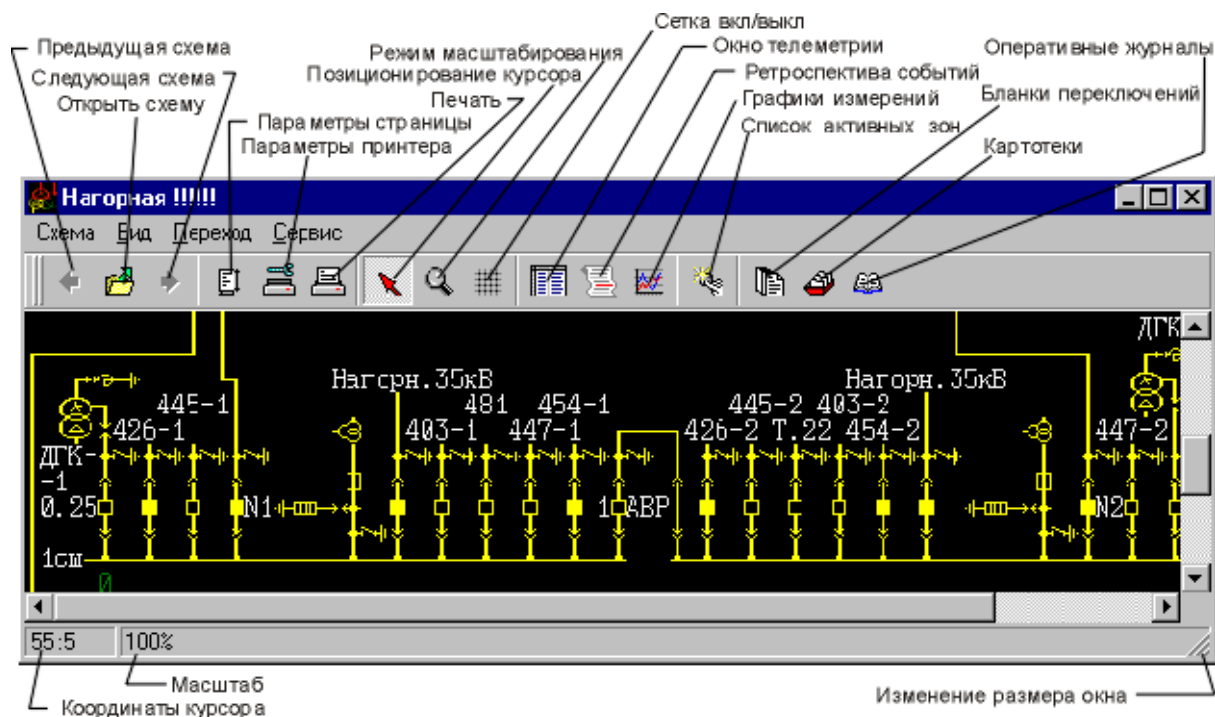 Сетка вкл/выкл
Предыдущая схема
Режим масштабирования
Окно телеметрии
Оперативные журналы
Следующая схема
Позиционирование курсора
Ретроспектива событий
Открыть схему
Печать
Графики измерений
Бланки переключений
Параметры страницы
Список активных зон
Параметры принтера
Картотеки
Нагорная !!!!!!
Схема Вид Переход Сервис
ДГК
Нагорн.35кВ Нагорн.35кВ
445-1 481 454-1 445-2 403-2
426-1 403-1 447-1 426-2 Т.22 454-2 447-2
ДГК-
-1
0.25 N1 1 АВР N2
1сш
0
55:5 100%
Масштаб
Изменение размера окна
Координаты курсора